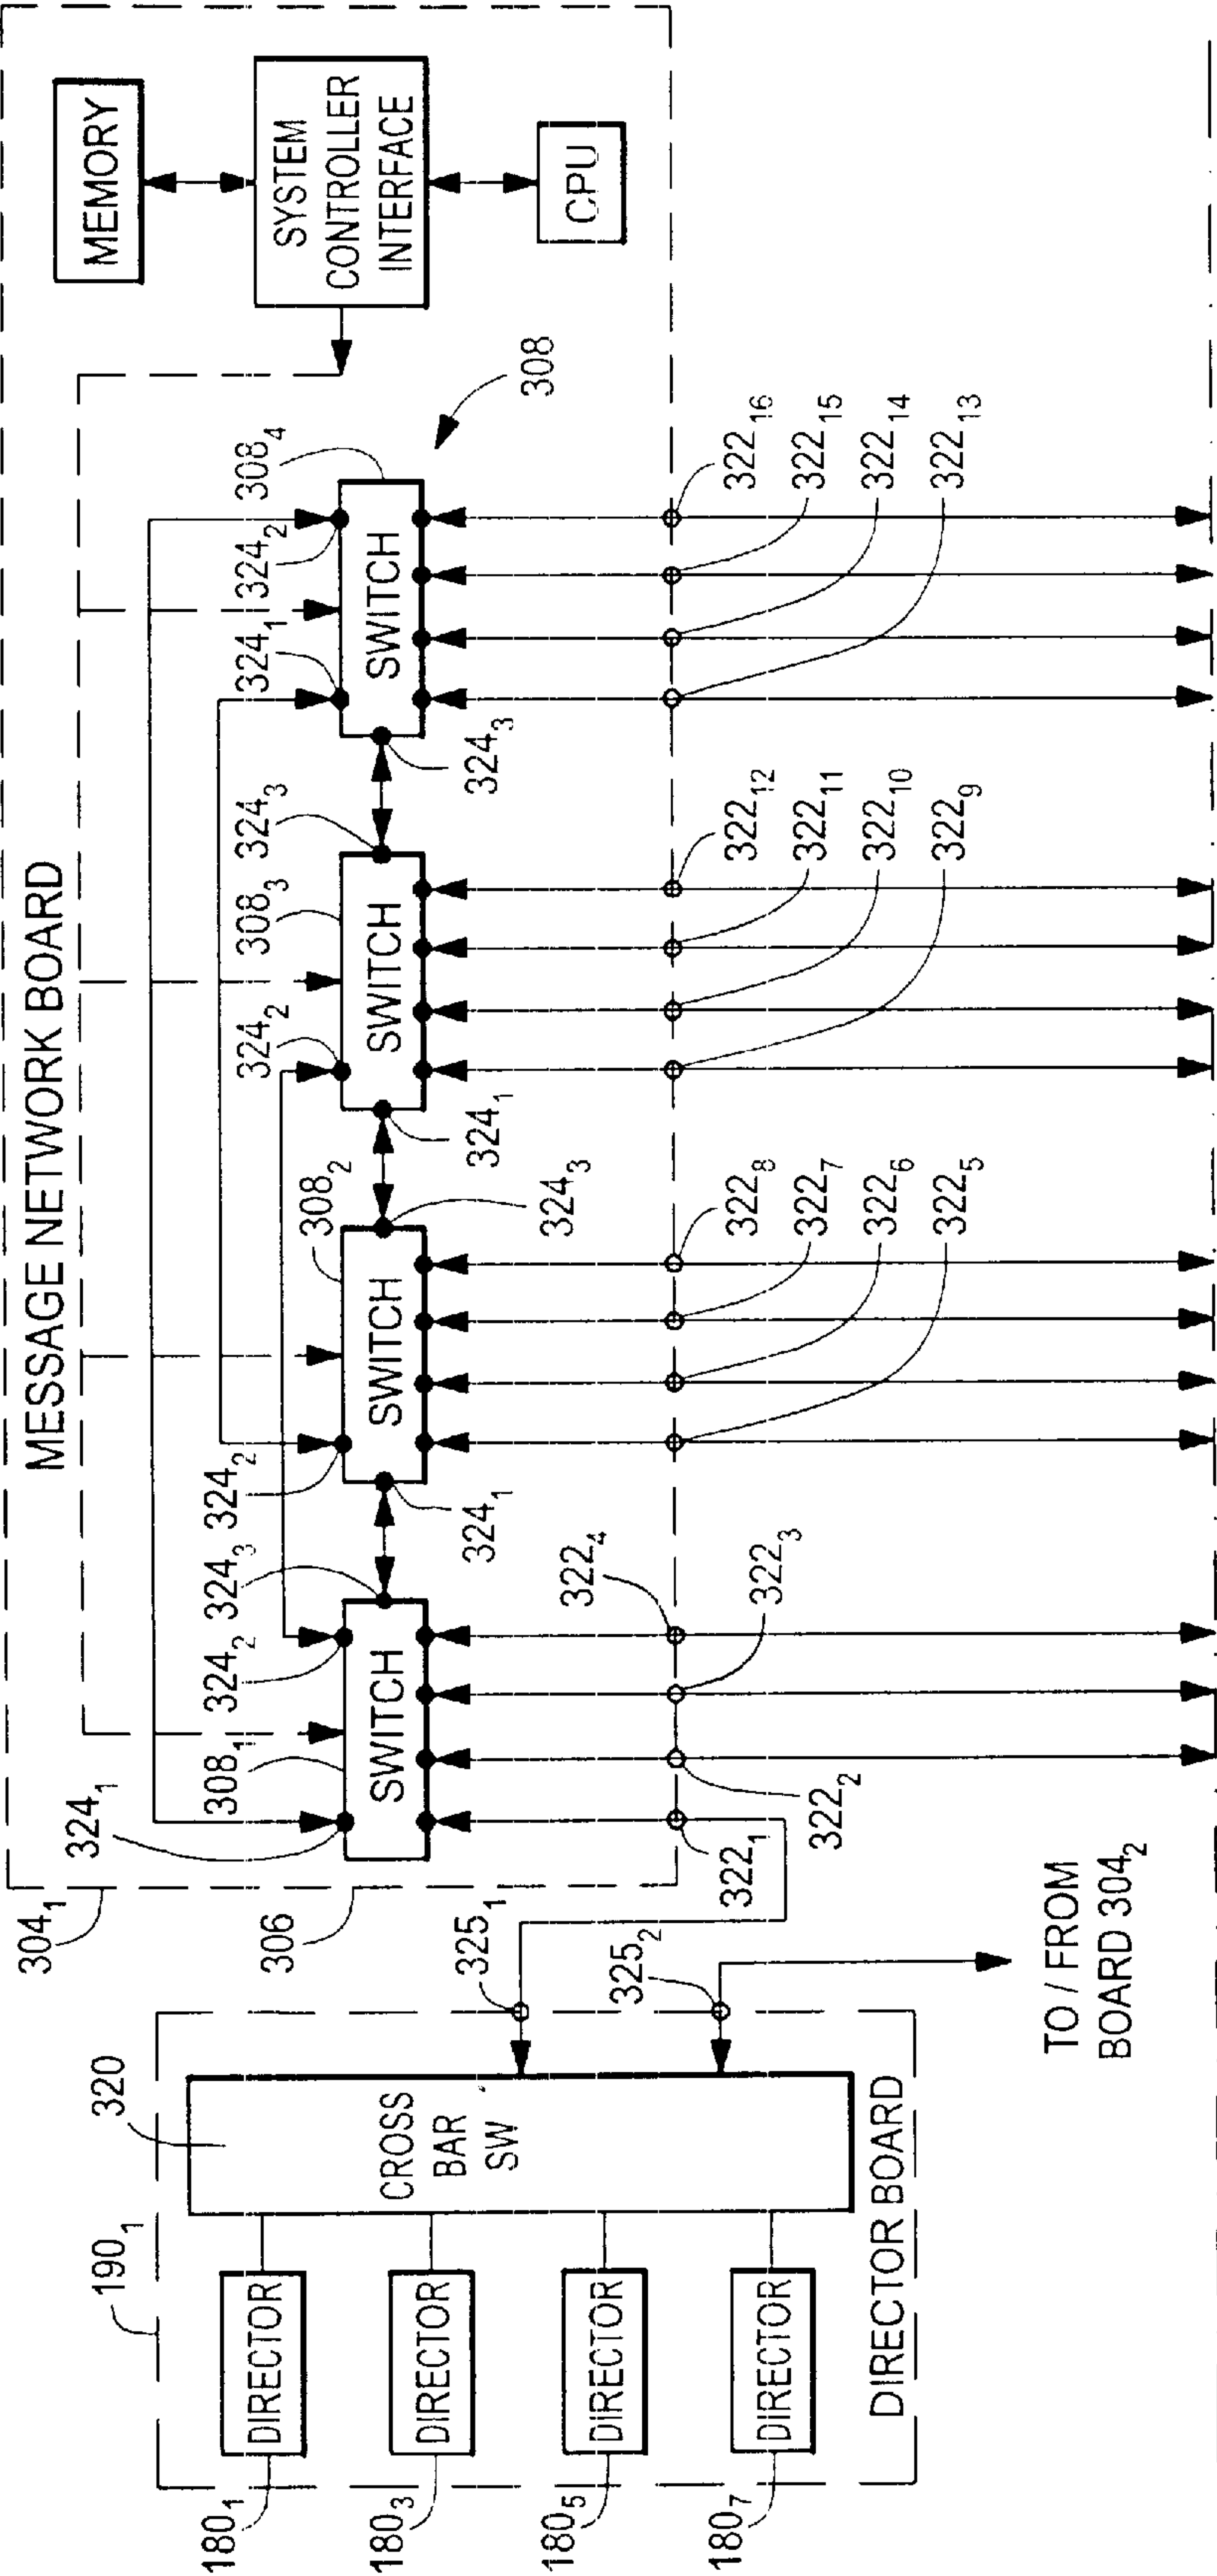 MESSAGE NETWORK BOARD
MEMORY
SYSTEM
CONTROLLER
INTERFACE
CPU
304₁
306
308
324₁
308₁
324₂
324₃
SWITCH
324₂
324₁
308₂
324₃
SWITCH
324₂
324₁
308₃
324₃
SWITCH
324₁
324₂
308₄
324₃
SWITCH
322₁
322₂
322₃
322₄
322₅
322₆
322₇
322₈
322₉
322₁₀
322₁₁
322₁₂
322₁₃
322₁₄
322₁₅
322₁₆
190₁
320
325₁
325₂
CROSS
BAR
SW
180₁
DIRECTOR
180₃
DIRECTOR
180₅
DIRECTOR
180₇
DIRECTOR
DIRECTOR BOARD
TO / FROM
BOARD 304₂